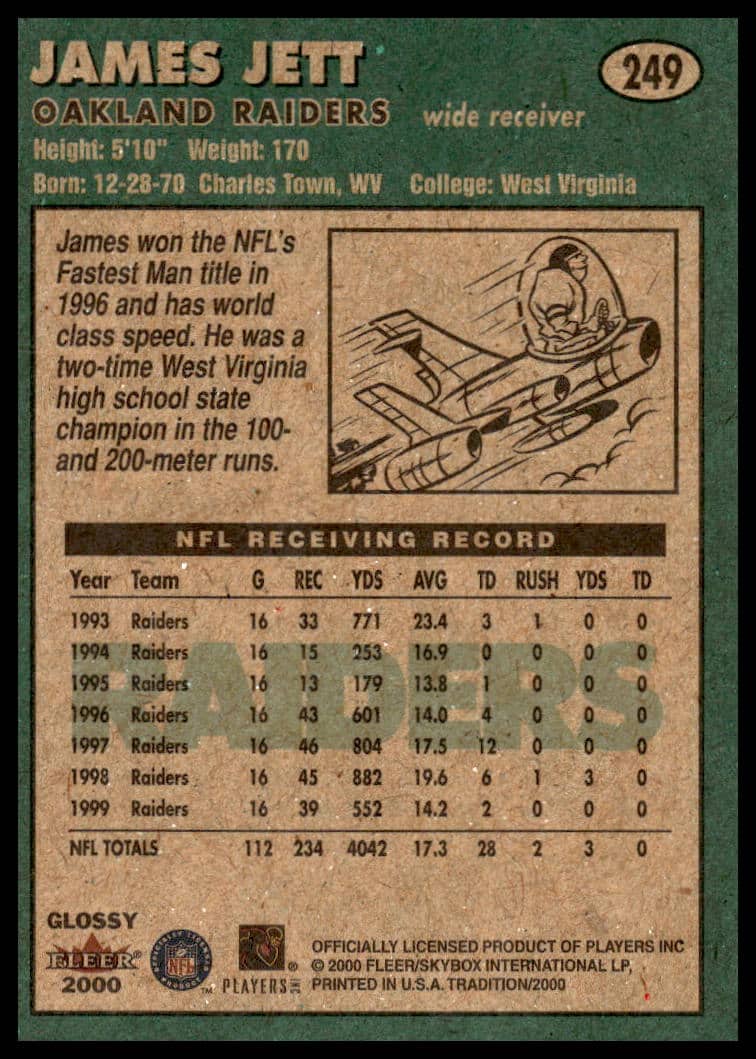 JAMES JETT
249
OAKLAND RAIDERS wide receiver
Height: 5'10" Weight: 170
Born: 12-28-70 Charles Town, WV College: West Virginia
James won the NFL's
Fastest Man title in
1996 and has world
class speed. He was a
two-time West Virginia
high school state
champion in the 100-
and 200-meter runs.
NFL RECEIVING RECORD
Year Team G REC YDS AVG TD RUSH YDS TD
1993 Raiders 16 33 771 23.4 3 1 0 0
1994 Raiders 16 15 253 16.9 0 0 0 0
1995 Raiders 16 13 179 13.8 1 0 0 0
1996 Raiders 16 43 601 14.0 4 0 0 0
1997 Raiders 16 46 804 17.5 12 0 0 0
1998 Raiders 16 45 882 19.6 6 1 3 0
1999 Raiders 16 39 552 14.2 2 0 0 0
NFL TOTALS 112 234 4042 17.3 28 2 3 0
RAIDERS
GLOSSY
FLEER®
2000
NFL
™
PLAYERS
®
OFFICIALLY LICENSED PRODUCT OF PLAYERS INC
© 2000 FLEER/SKYBOX INTERNATIONAL LP,
PRINTED IN U.S.A. TRADITION/2000